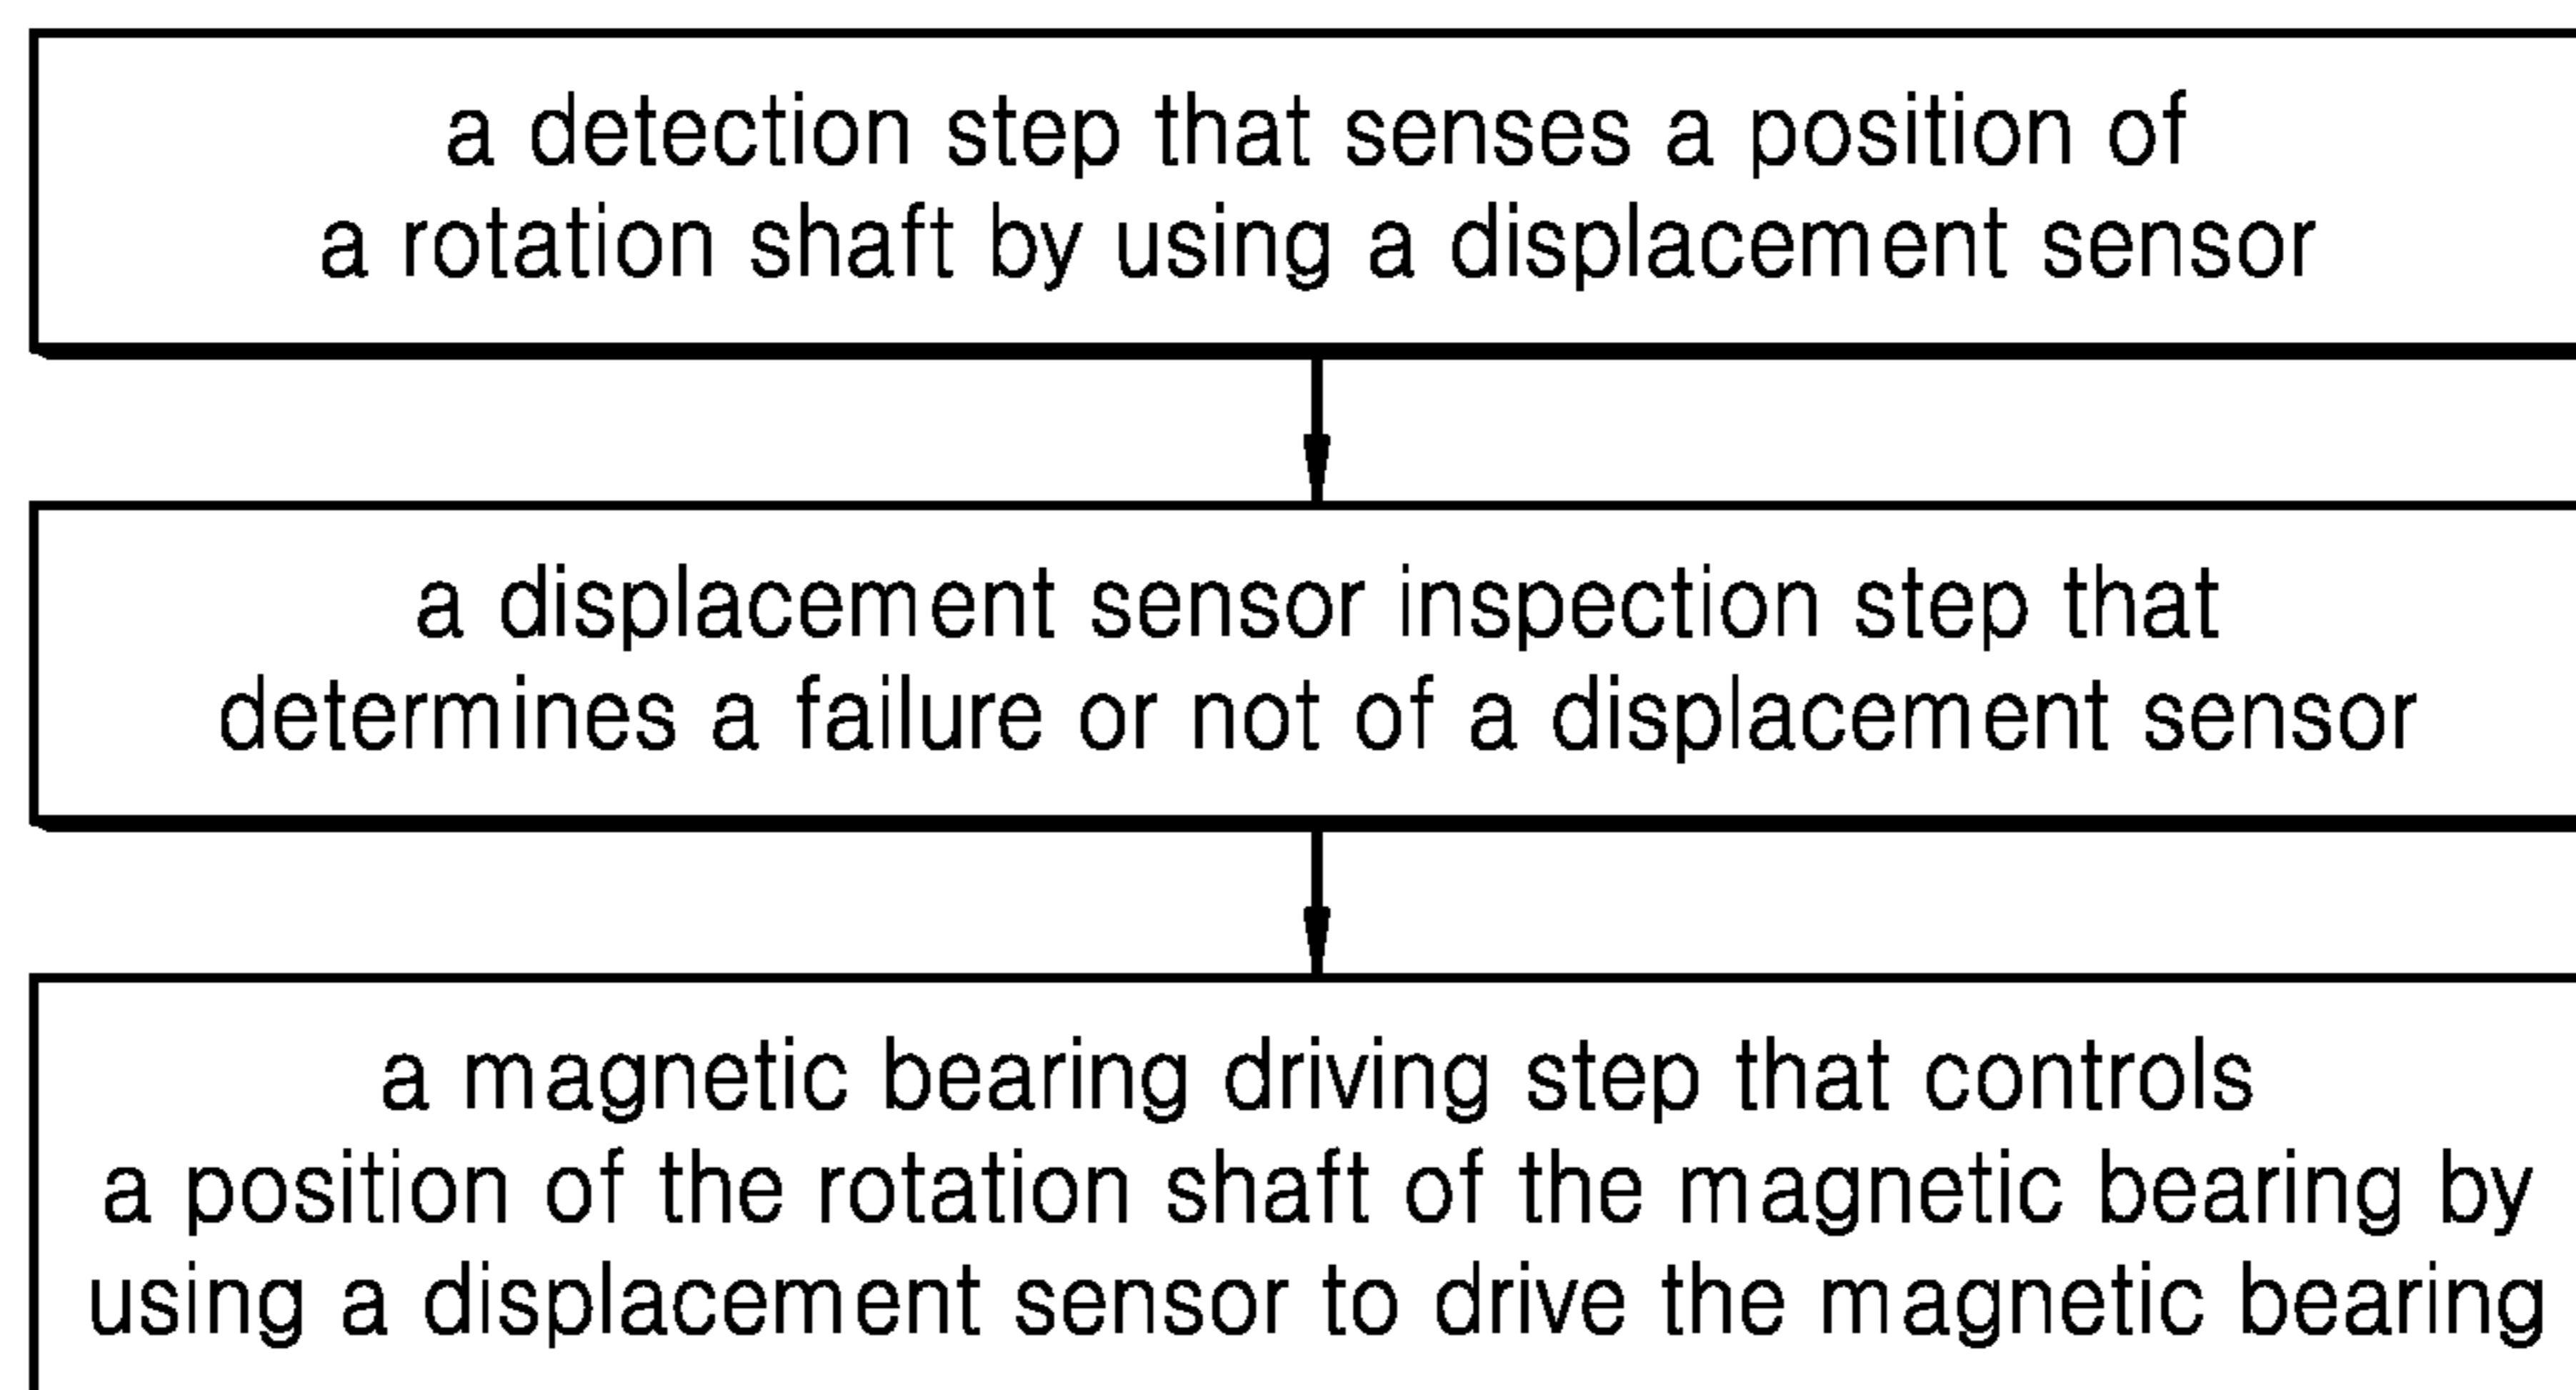 a detection step that senses a position of
a rotation shaft by using a displacement sensor
a displacement sensor inspection step that
determines a failure or not of a displacement sensor
a magnetic bearing driving step that controls
a position of the rotation shaft of the magnetic bearing by
using a displacement sensor to drive the magnetic bearing